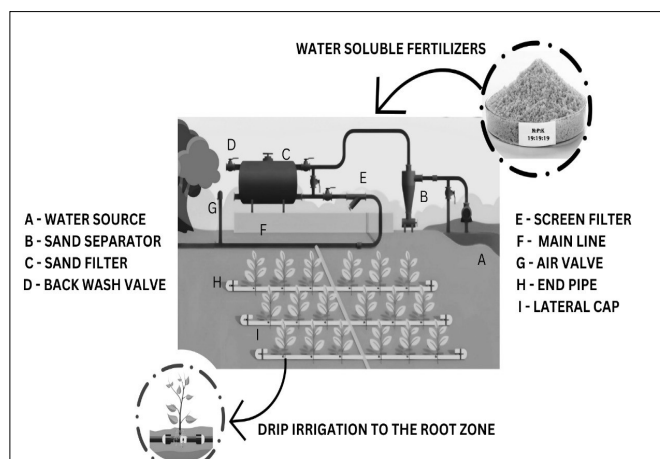 WATER SOLUBLE FERTILIZERS
NPK
19:19:19
D
C
E
B
G
F
A
H
I
A - WATER SOURCE
B - SAND SEPARATOR
C - SAND FILTER
D - BACK WASH VALVE
E - SCREEN FILTER
F - MAIN LINE
G - AIR VALVE
H - END PIPE
I - LATERAL CAP
DRIP IRRIGATION TO THE ROOT ZONE